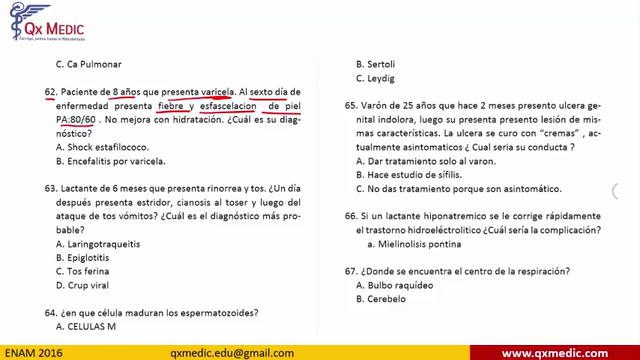 Qx MEDIC
C. Ca Pulmonar
62. Paciente de 8 años que presenta varicela. Al sexto día de
enfermedad presenta fiebre y esfascelacion de piel
PA:80/60 . No mejora con hidratación. ¿Cuál es su diag-
nóstico?
A. Shock estafilococo.
B. Encefalitis por varicela.
63. Lactante de 6 meses que presenta rinorrea y tos. ¿Un día
después presenta estridor, cianosis al toser y luego del
ataque de tos vómitos? ¿Cuál es el diagnóstico más pro-
bable?
A. Laringotraqueitis
B. Epiglotitis
C. Tos ferina
D. Crup viral
64. ¿en que célula maduran los espermatozoides?
A. CELULAS M
B. Sertoli
C. Leydig
65. Varón de 25 años que hace 2 meses presento ulcera ge-
nital indolora, luego su presenta presento lesión de mis-
mas características. La ulcera se curo con “cremas” ,
actualmente asintomaticos ¿ Cual seria su conducta ?
A. Dar tratamiento solo al varon.
B. Hace estudio de sífilis.
C. No das tratamiento porque son asintomático.
66. Si un lactante hiponatremico se le corrige rápidamente
el trastorno hidroeléctrolitico ¿Cuál sería la complicación?
a. Mielinolisis pontina
67. ¿Donde se encuentra el centro de la respiración?
A. Bulbo raquídeo
B. Cerebelo
ENAM 2016 qxmedic.edu@gmail.com www.qxmedic.com